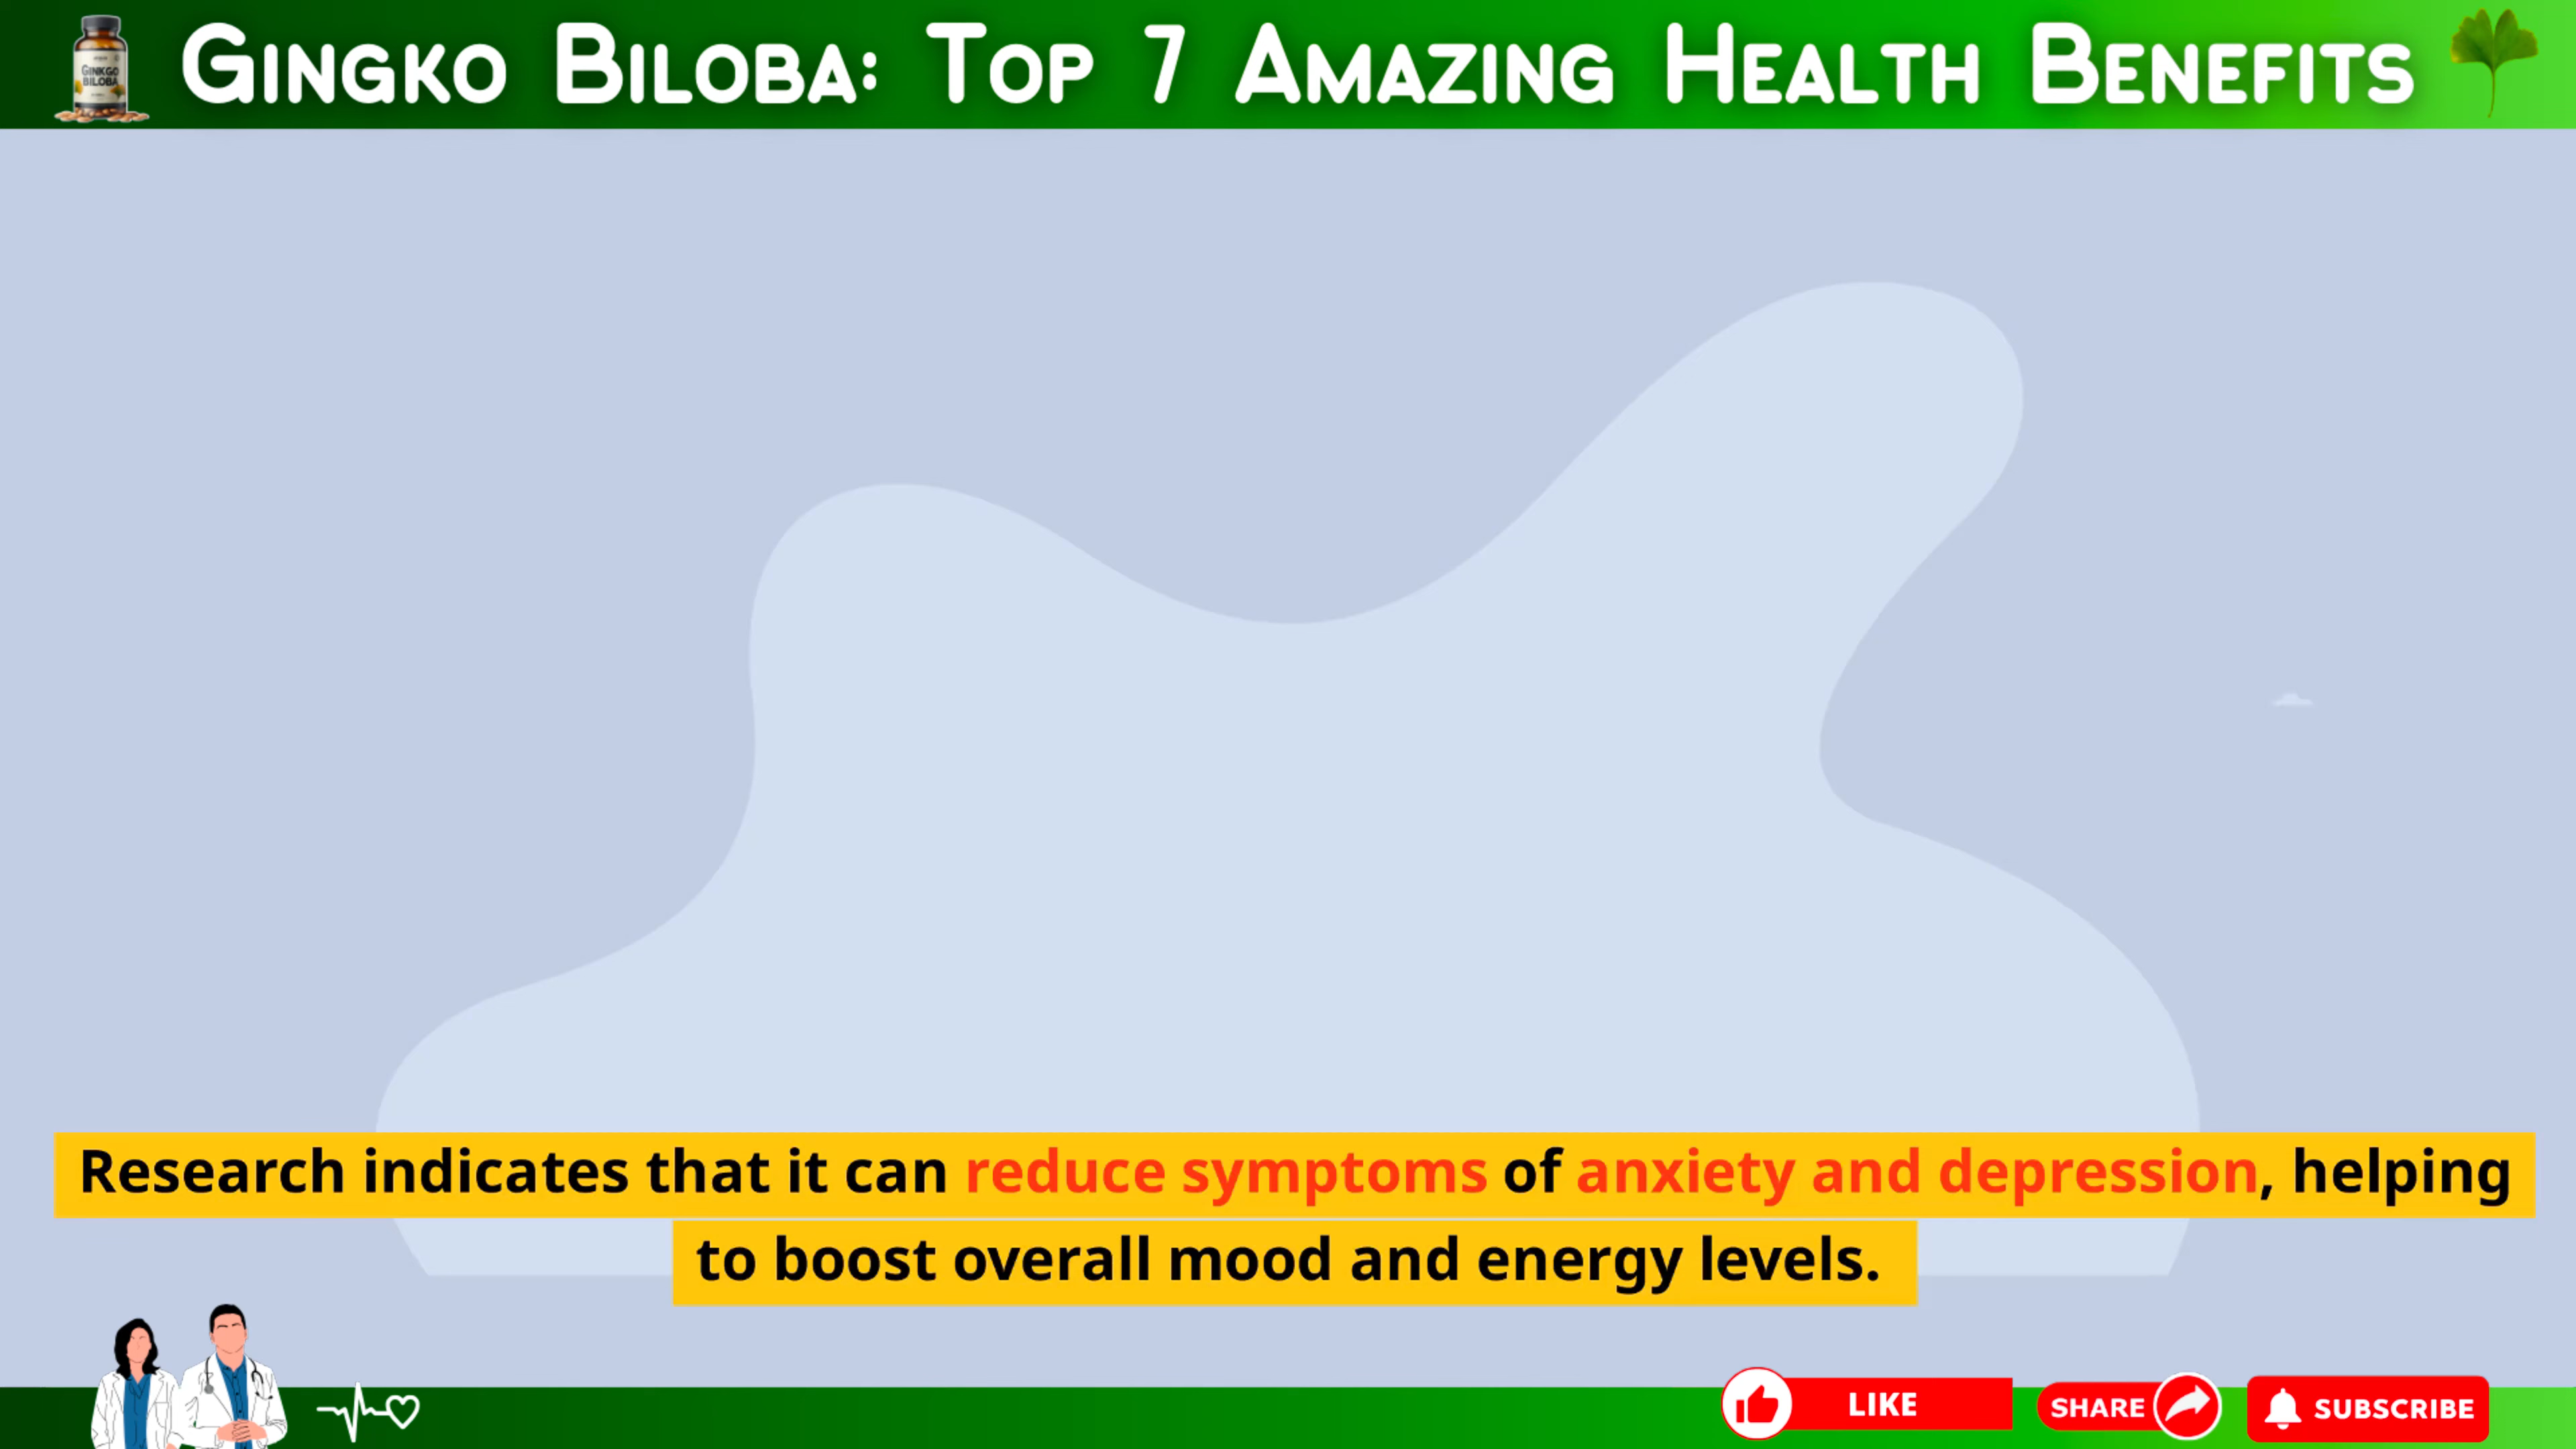 GINKGO
BILOBA
GINGKO BILOBA: TOP 7 AMAZING HEALTH BENEFITS
Research indicates that it can reduce symptoms of anxiety and depression, helping
to boost overall mood and energy levels.
LIKE
SHARE
SUBSCRIBE